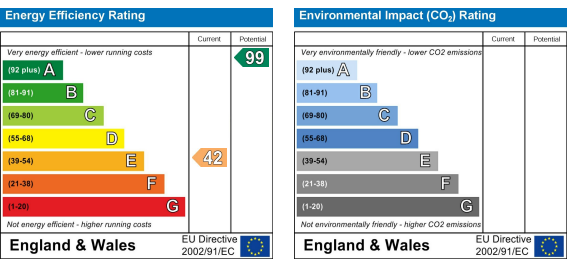 Energy Efficiency Rating
Current Potential
Very energy efficient - lower running costs
(92 plus) A
(81-91) B
(69-80) C
(55-68) D
(39-54) E
(21-38) F
(1-20) G
99
42
Not energy efficient - higher running costs
England & Wales
EU Directive
2002/91/EC
Environmental Impact (CO₂) Rating
Current Potential
Very environmentally friendly - lower CO2 emissions
(92 plus) A
(81-91) B
(69-80) C
(55-68) D
(39-54) E
(21-38) F
(1-20) G
Not environmentally friendly - higher CO2 emissions
England & Wales
EU Directive
2002/91/EC